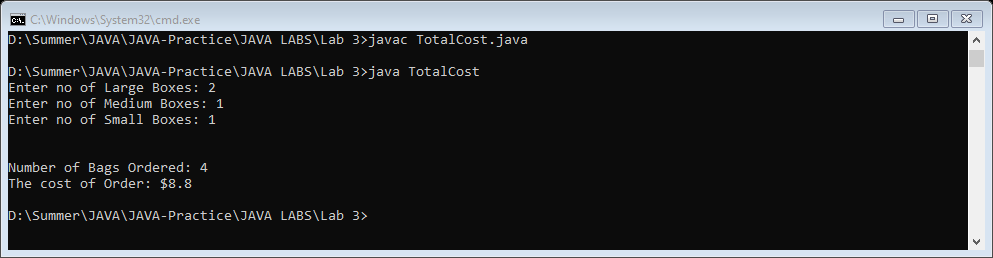 C:\Windows\System32\cmd.exe
D:\Summer\JAVA\JAVA-Practice\JAVA LABS\Lab 3>javac TotalCost.java
D:\Summer\JAVA\JAVA-Practice\JAVA LABS\Lab 3>java TotalCost
Enter no of Large Boxes: 2
Enter no of Medium Boxes: 1
Enter no of Small Boxes: 1
Number of Bags Ordered: 4
The cost of Order: $8.8
D:\Summer\JAVA\JAVA-Practice\JAVA LABS\Lab 3>